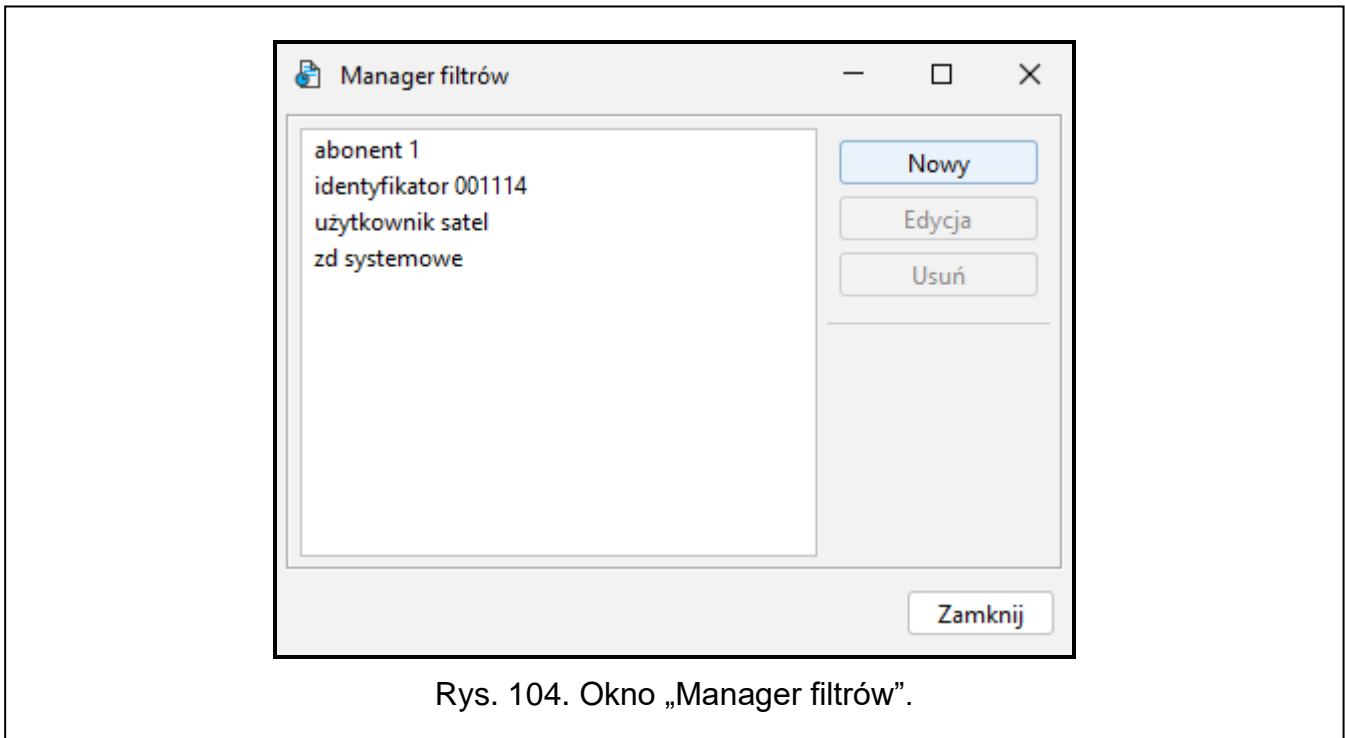 Manager filtrów
abonent 1
identyfikator 001114
użytkownik satel
zd systemowe
Nowy
Edycja
Usuń
Zamknij
Rys. 104. Okno „Manager filtrów”.